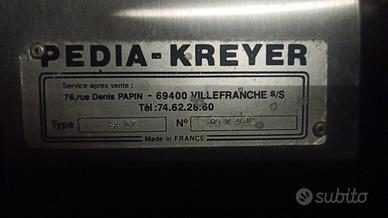 PEDIA-KREYER
Service après vente :
76,rue Denis PAPIN - 69400 VILLEFRANCHE s/S
Tél:74.62.28.60
Type N°
Made in FRANCE
subito